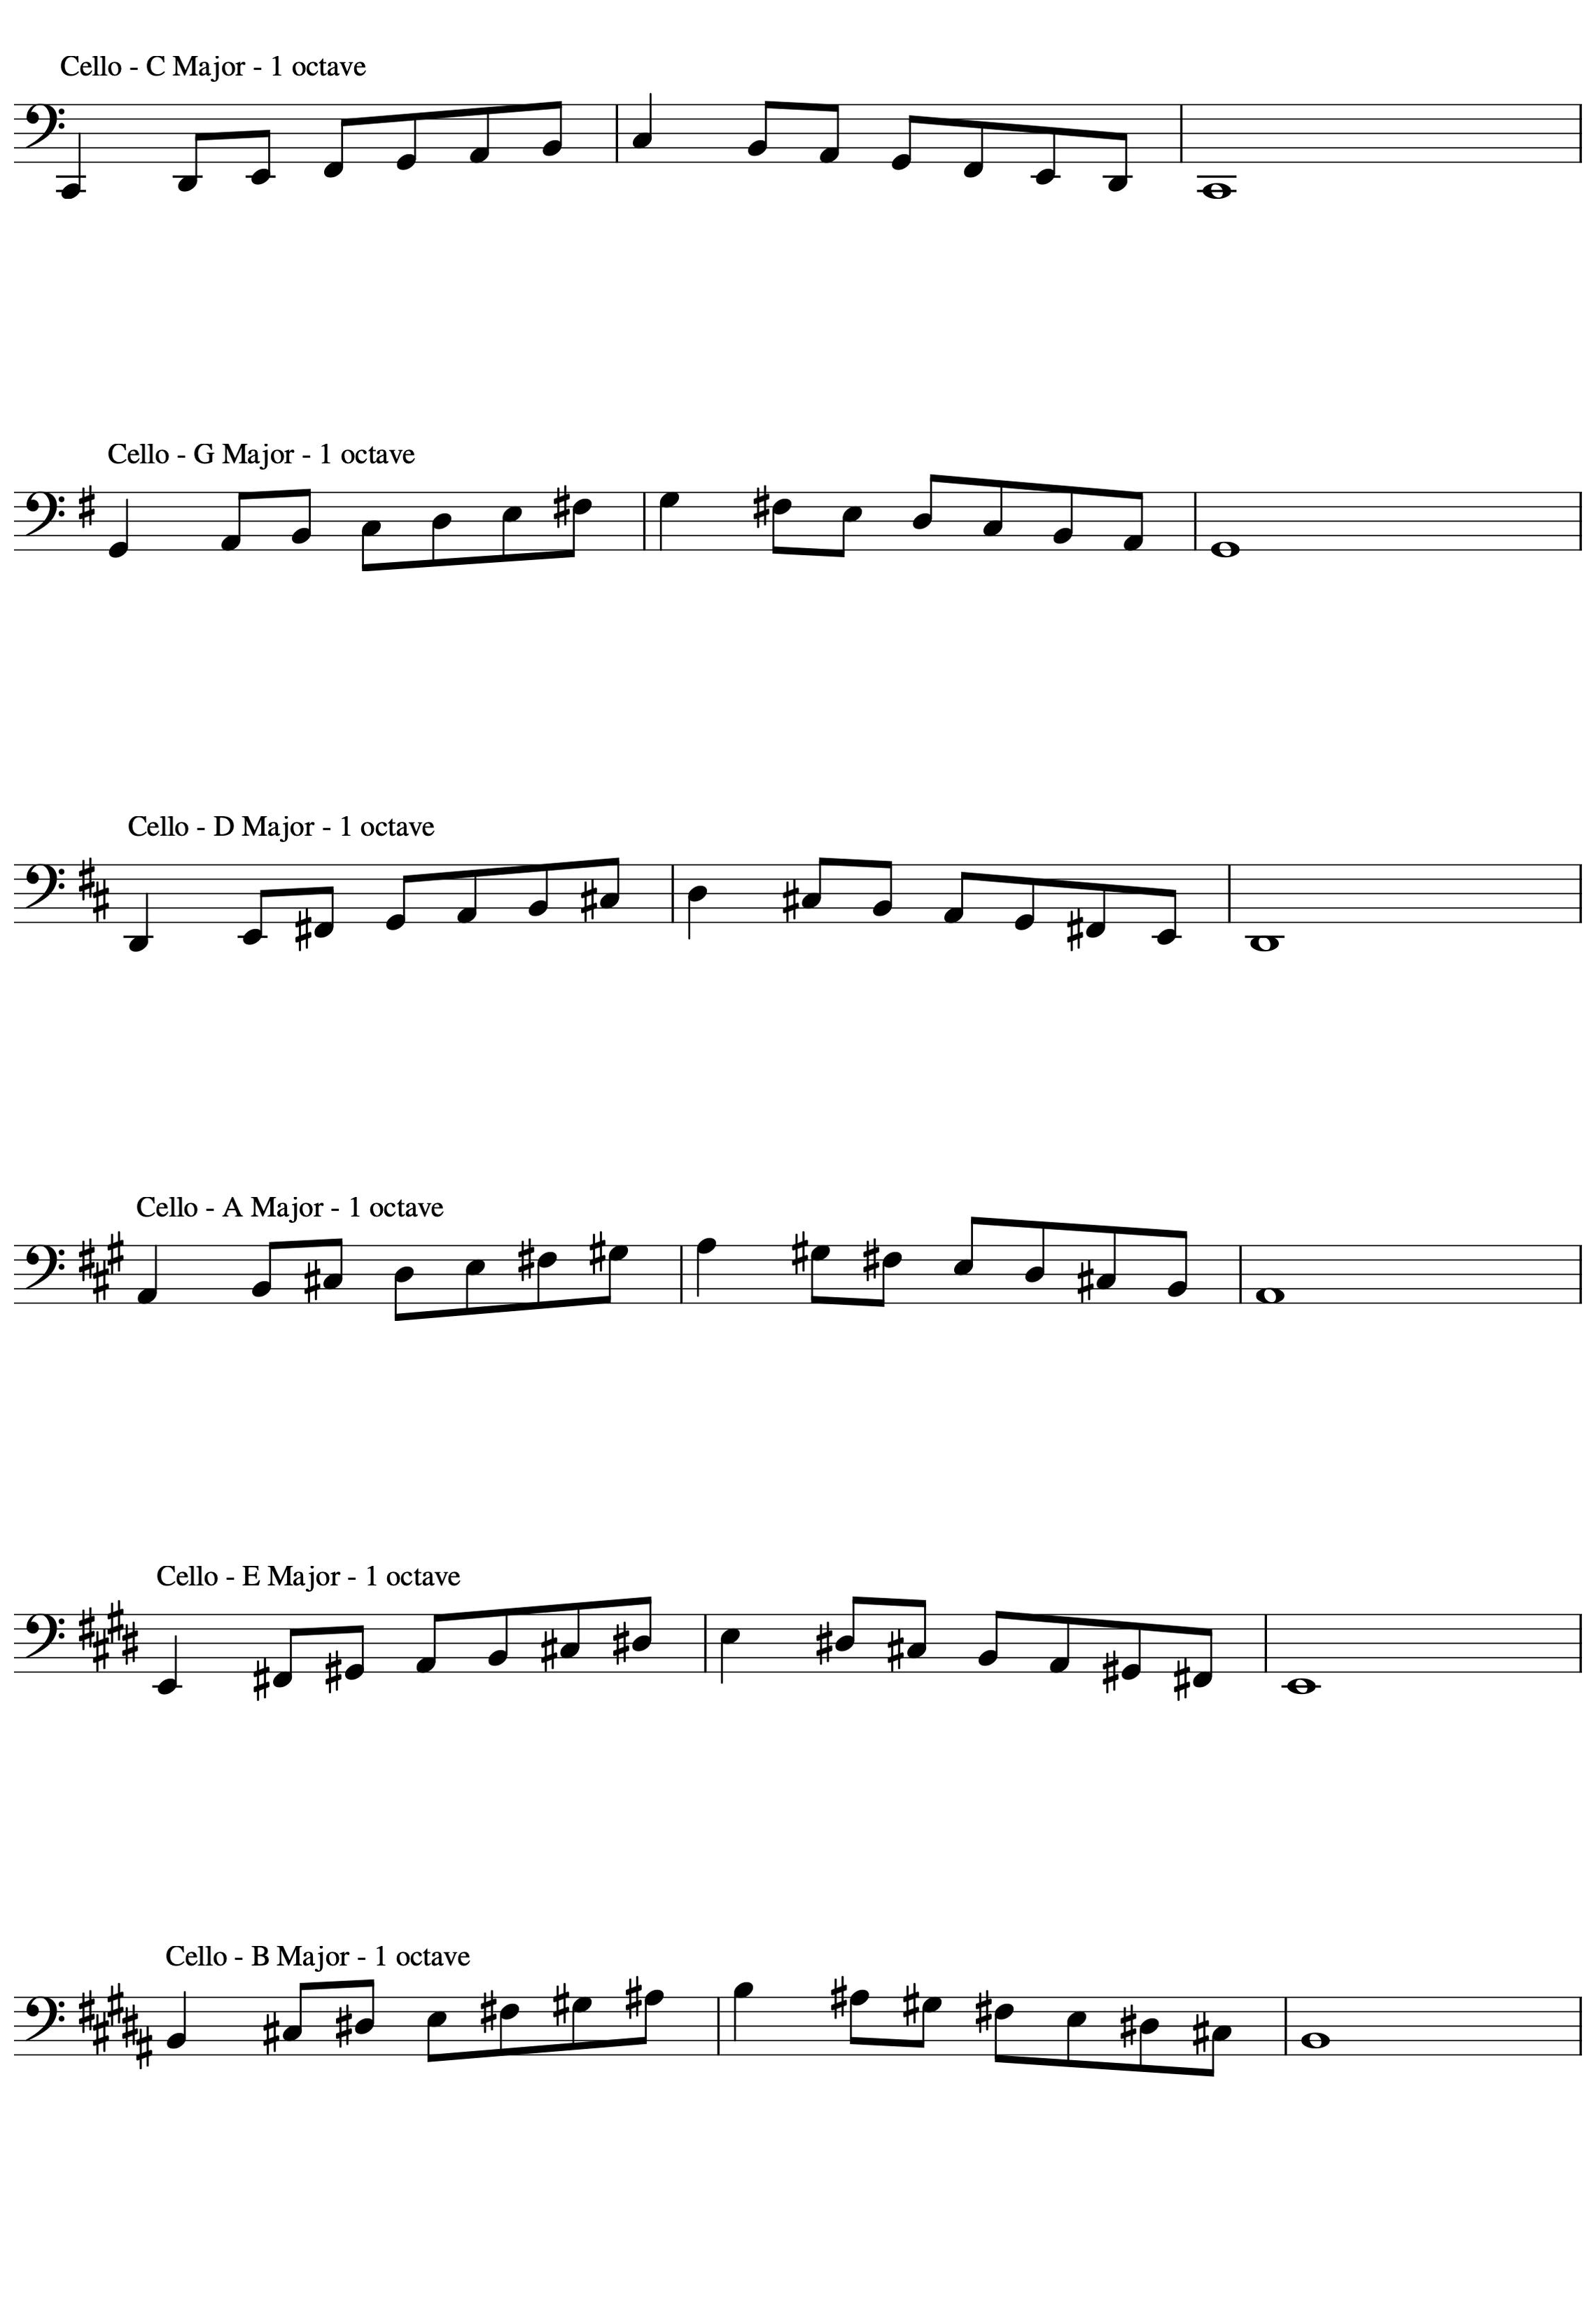 Cello - C Major - 1 octave
Cello - G Major - 1 octave
Cello - D Major - 1 octave
Cello - A Major - 1 octave
Cello - E Major - 1 octave
Cello - B Major - 1 octave